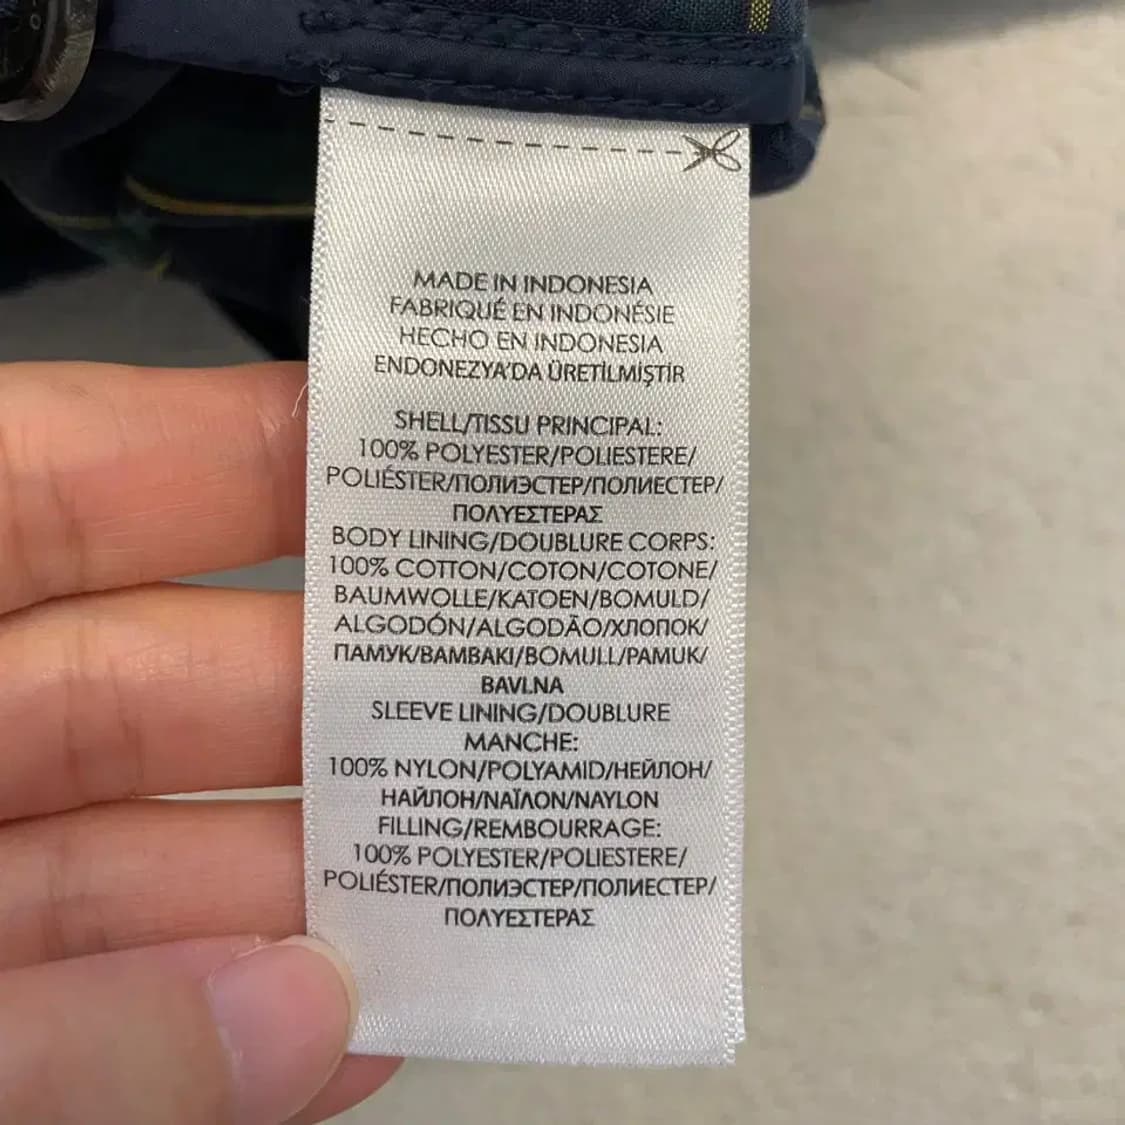 MADE IN INDONESIA
FABRIQUÉ EN INDONÉSIE
HECHO EN INDONESIA
ENDONEZYA'DA ÜRETİLMİŞTİR
SHELL/TISSU PRINCIPAL:
100% POLYESTER/POLIESTERE/
POLIÉSTER/ПОЛИЭСТЕР/ПОЛИЕСТЕР/
ΠΟΛΥΕΣΤΕΡΑΣ
BODY LINING/DOUBLURE CORPS:
100% COTTON/COTON/COTONE/
BAUMWOLLE/KATOEN/BOMULD/
ALGODÓN/ALGODÃO/ХЛОПОК/
ПАМУК/ΒΑΜΒΑΚΙ/BOMULL/PAMUK/
BAVLNA
SLEEVE LINING/DOUBLURE
MANCHE:
100% NYLON/POLYAMID/НЕЙЛОН/
НАЙЛОН/ΝΑΪΛΟΝ/NAYLON
FILLING/REMBOURRAGE:
100% POLYESTER/POLIESTERE/
POLIÉSTER/ПОЛИЭСТЕР/ПОЛИЕСТЕР/
ΠΟΛΥΕΣΤΕΡΑΣ